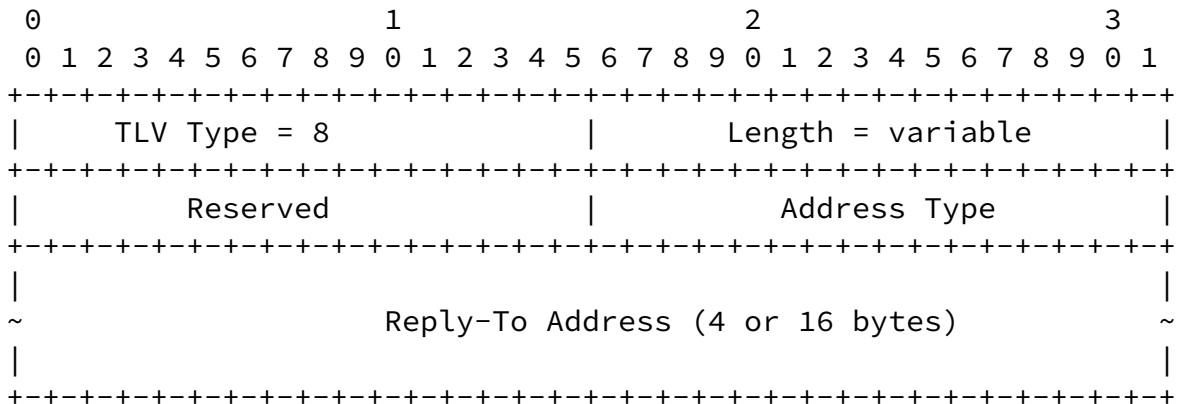 0                   1                   2                   3
 0 1 2 3 4 5 6 7 8 9 0 1 2 3 4 5 6 7 8 9 0 1 2 3 4 5 6 7 8 9 0 1
+-+-+-+-+-+-+-+-+-+-+-+-+-+-+-+-+-+-+-+-+-+-+-+-+-+-+-+-+-+-+-+-+
|     TLV Type = 8              |       Length = variable       |
+-+-+-+-+-+-+-+-+-+-+-+-+-+-+-+-+-+-+-+-+-+-+-+-+-+-+-+-+-+-+-+-+
|         Reserved              |          Address Type         |
+-+-+-+-+-+-+-+-+-+-+-+-+-+-+-+-+-+-+-+-+-+-+-+-+-+-+-+-+-+-+-+-+
|                                                               |
~                    Reply-To Address (4 or 16 bytes)           ~
|                                                               |
+-+-+-+-+-+-+-+-+-+-+-+-+-+-+-+-+-+-+-+-+-+-+-+-+-+-+-+-+-+-+-+-+